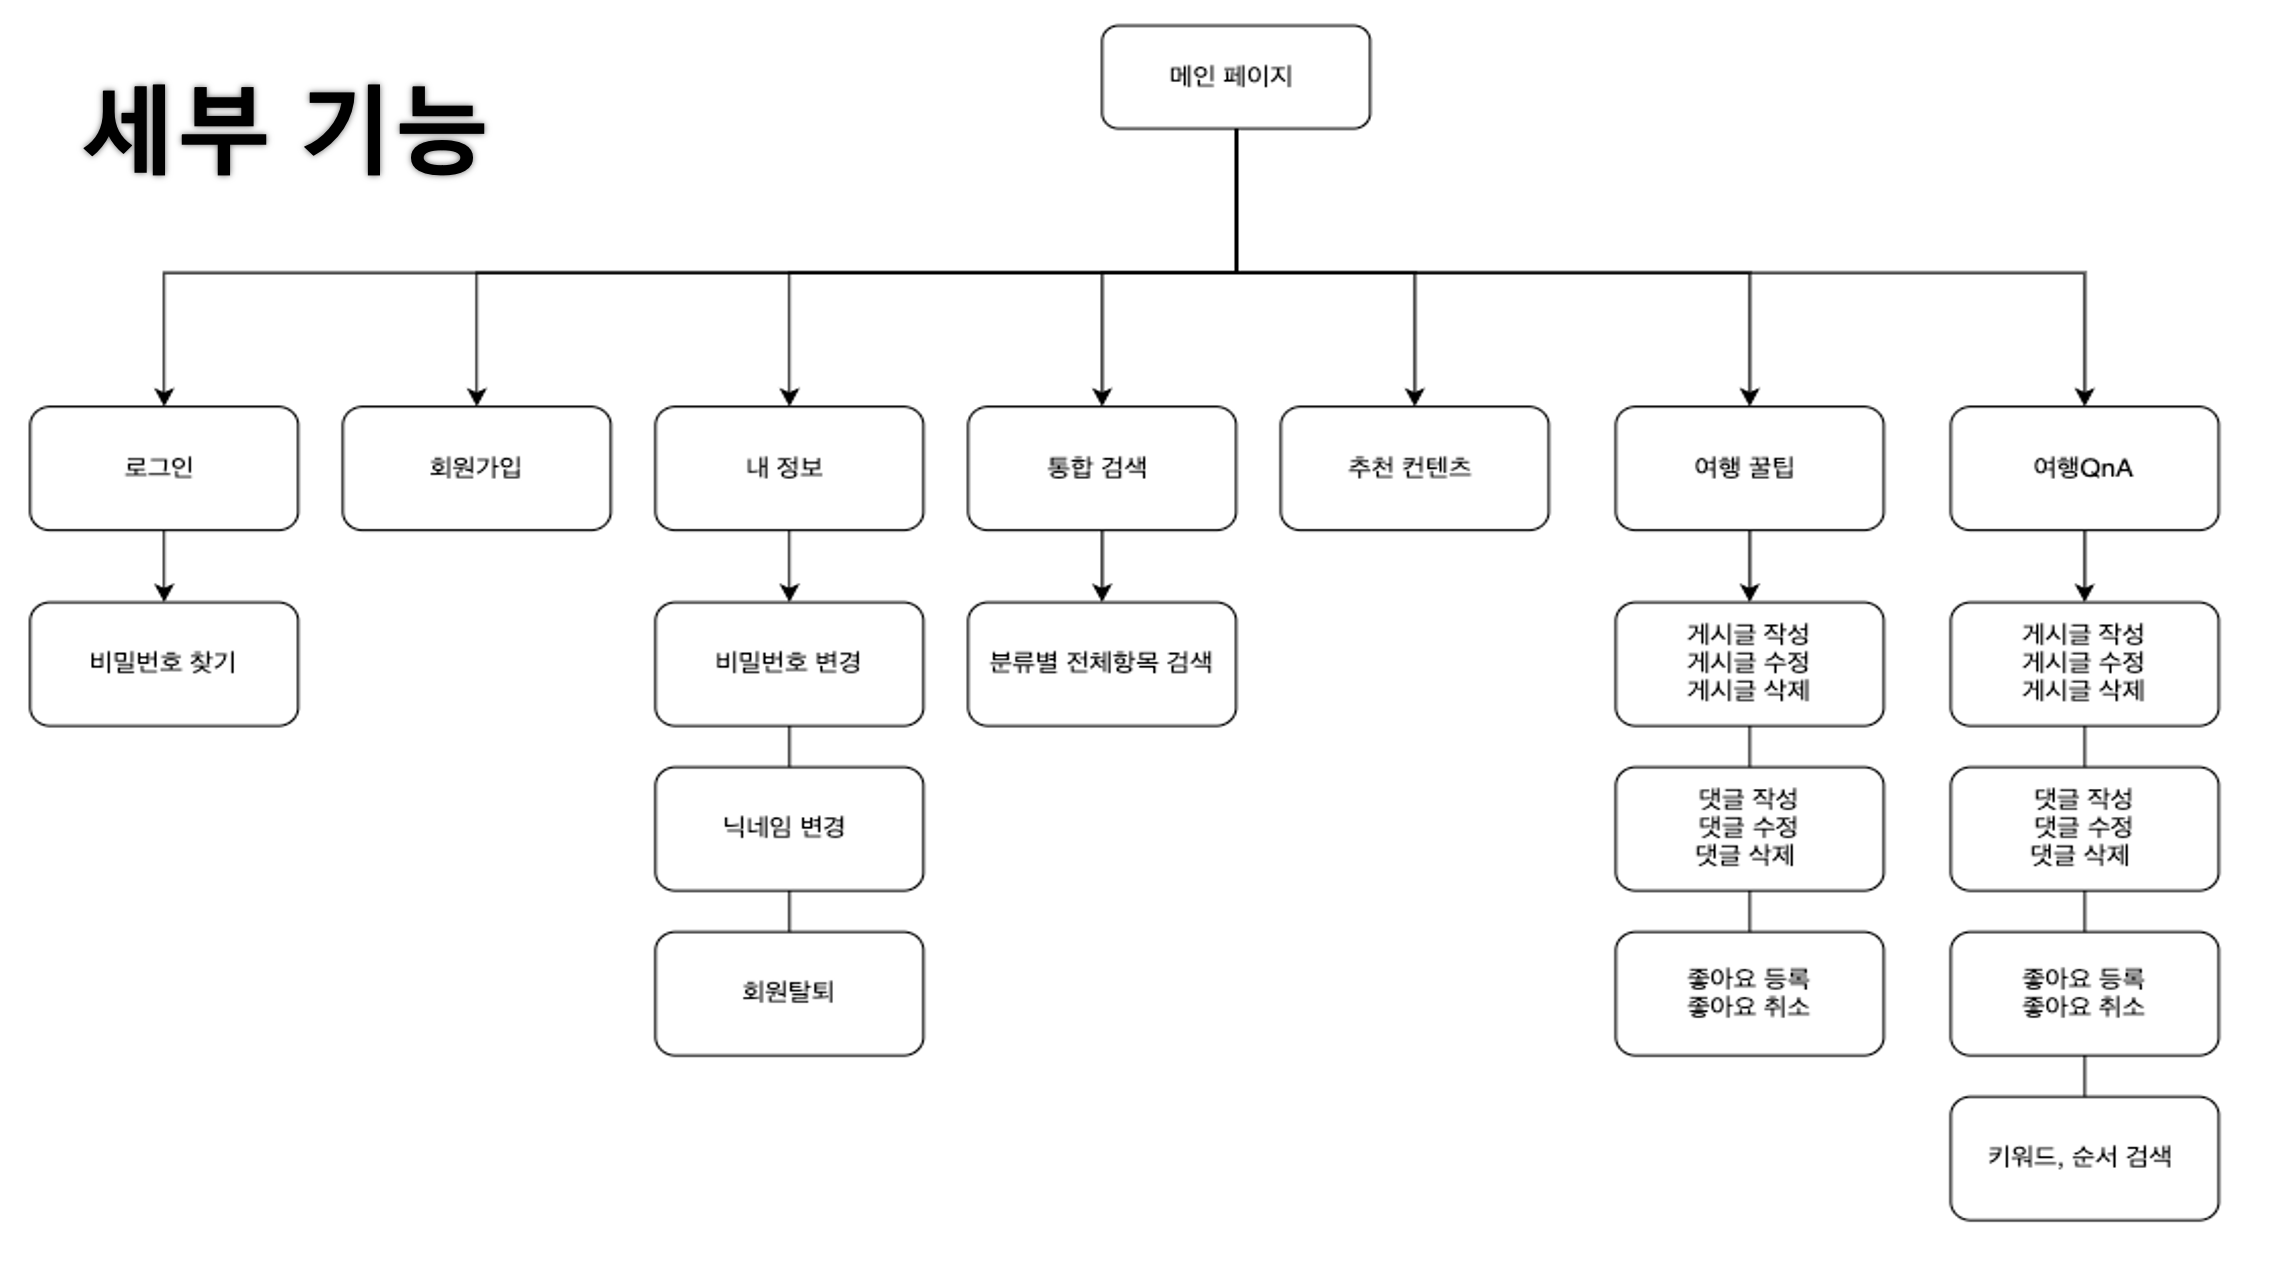 세부 기능
메인 페이지
로그인
회원가입
내 정보
통합 검색
추천 컨텐츠
여행 꿀팁
여행QnA
비밀번호 찾기
비밀번호 변경
분류별 전체항목 검색
게시글 작성
게시글 수정
게시글 삭제
게시글 작성
게시글 수정
게시글 삭제
닉네임 변경
댓글 작성
댓글 수정
댓글 삭제
댓글 작성
댓글 수정
댓글 삭제
회원탈퇴
좋아요 등록
좋아요 취소
좋아요 등록
좋아요 취소
키워드, 순서 검색